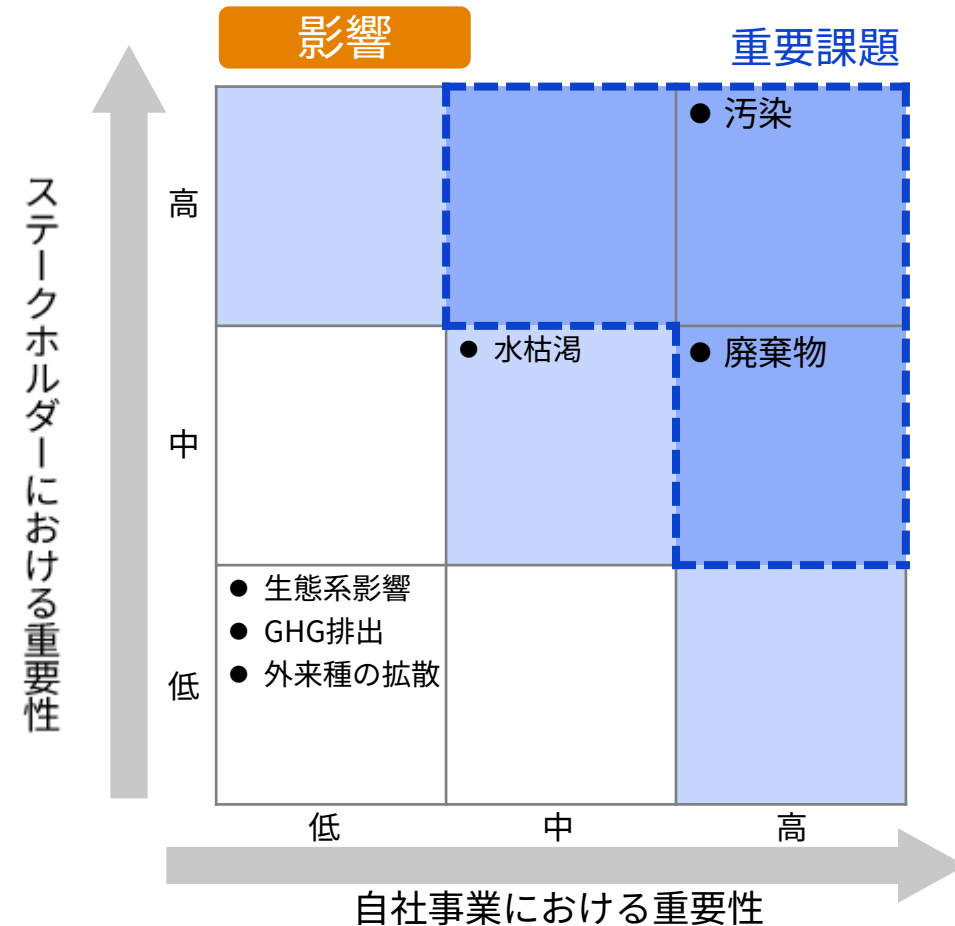 影響
重要課題
ステークホルダーにおける重要性
高
● 汚染
中
● 水枯渇
● 廃棄物
低
● 生態系影響
● GHG排出
● 外来種の拡散
低
中
高
自社事業における重要性